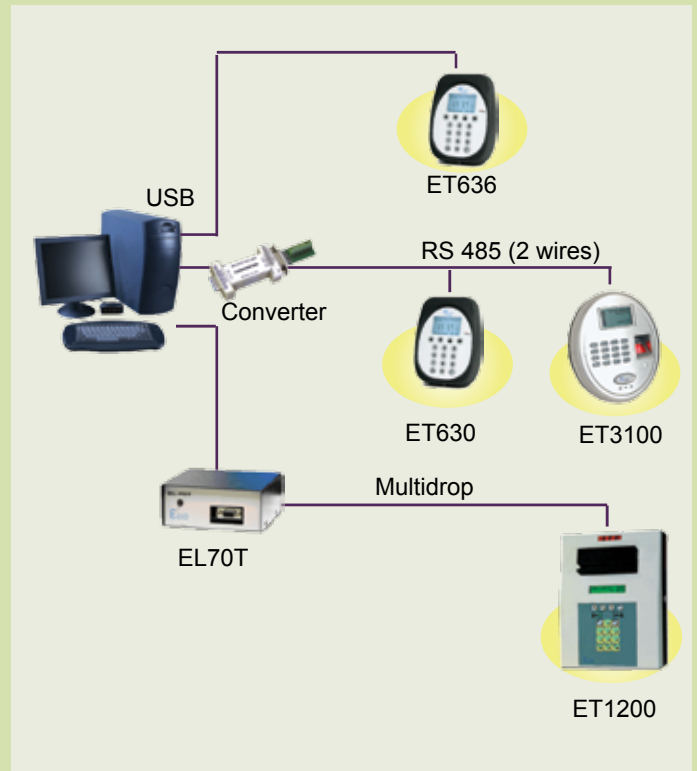 ET636
USB
RS 485 (2 wires)
Converter
ET630
ET3100
Multidrop
EL70T
ET1200